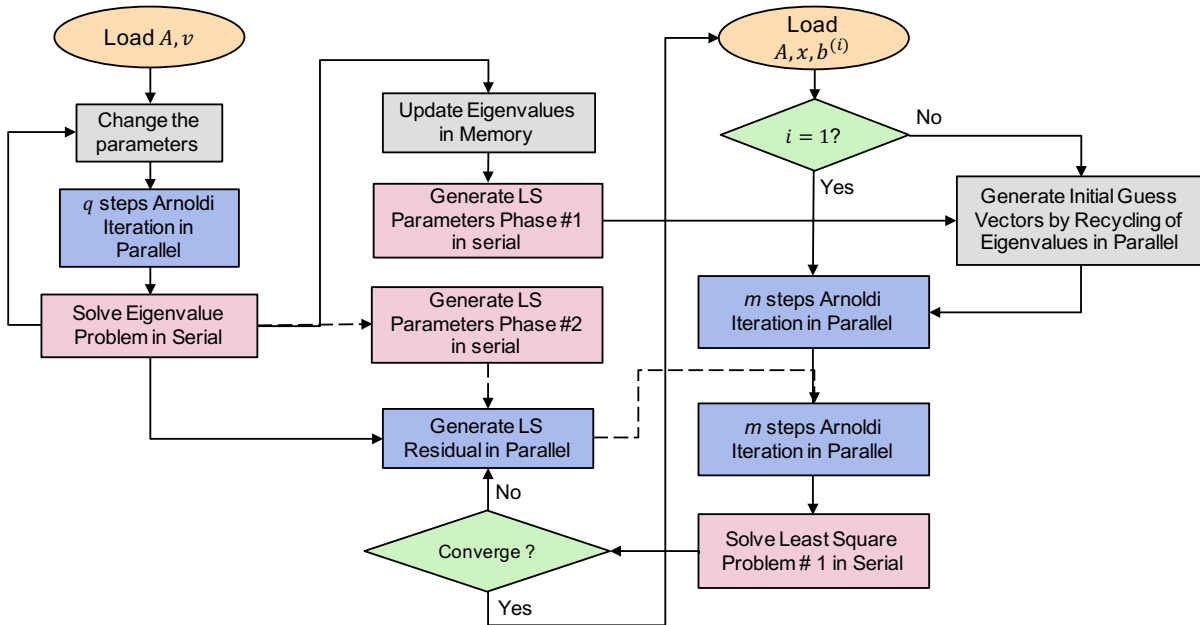 Load A, v
Change the
parameters
q steps Arnoldi
Iteration in
Parallel
Solve Eigenvalue
Problem in Serial
Update Eigenvalues
in Memory
Generate LS
Parameters Phase #1
in serial
Generate LS
Parameters Phase #2
in serial
Generate LS
Residual in Parallel
No
Converge ?
Yes
Load
A, x, b^(i)
i = 1?
No
Yes
Generate Initial Guess
Vectors by Recycling of
Eigenvalues in Parallel
m steps Arnoldi
Iteration in Parallel
m steps Arnoldi
Iteration in Parallel
Solve Least Square
Problem # 1 in Serial